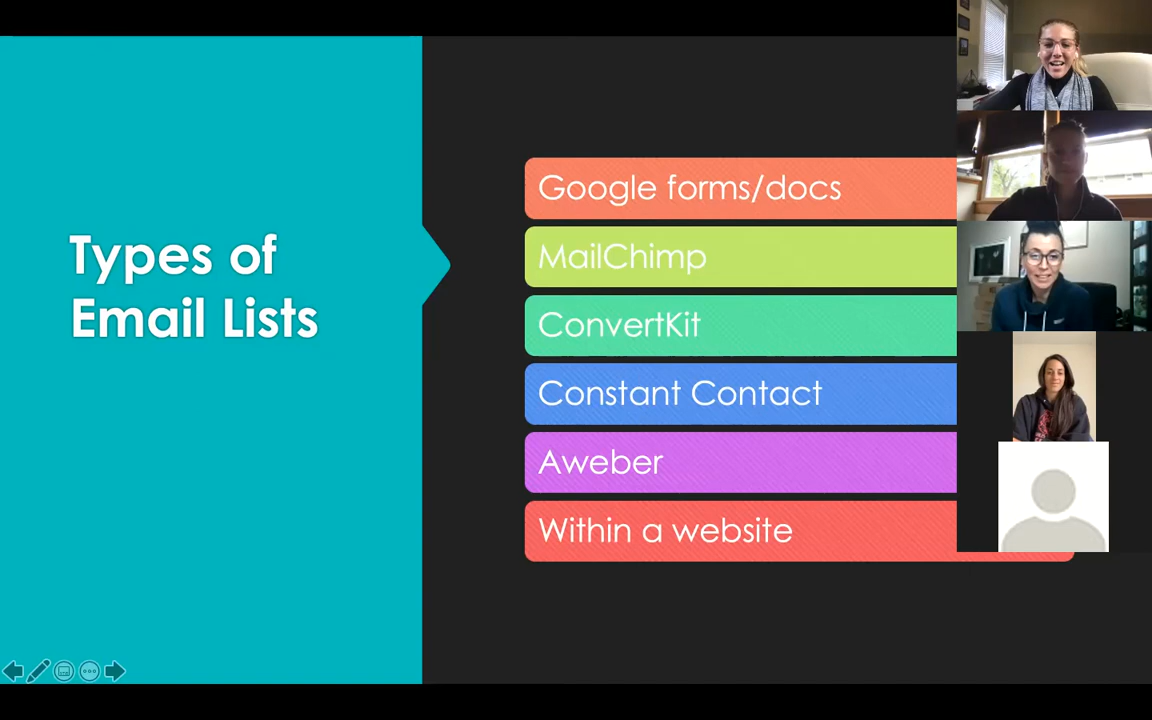 Types of
Email Lists
Google forms/docs
MailChimp
ConvertKit
Constant Contact
Aweber
Within a website